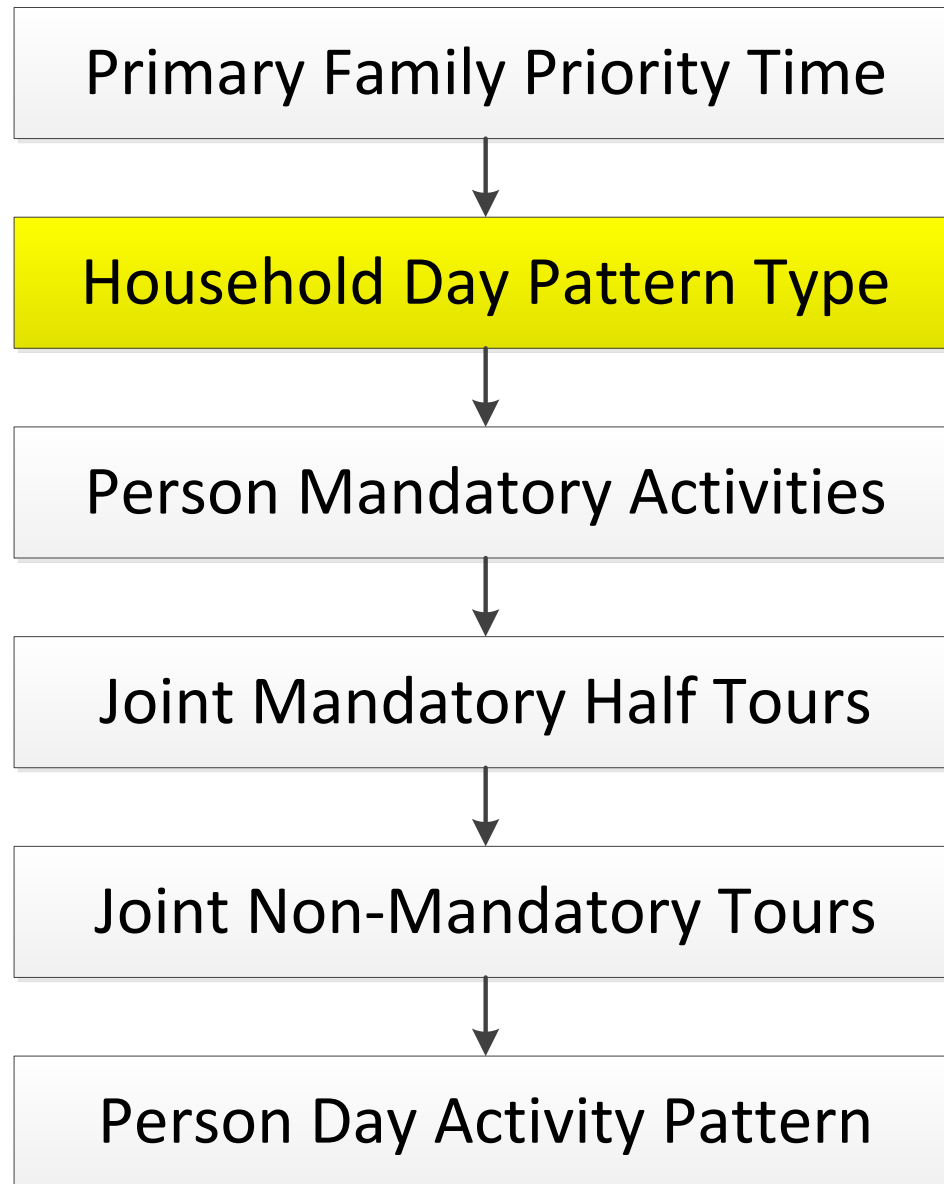 Primary Family Priority Time
Household Day Pattern Type
Person Mandatory Activities
Joint Mandatory Half Tours
Joint Non-Mandatory Tours
Person Day Activity Pattern